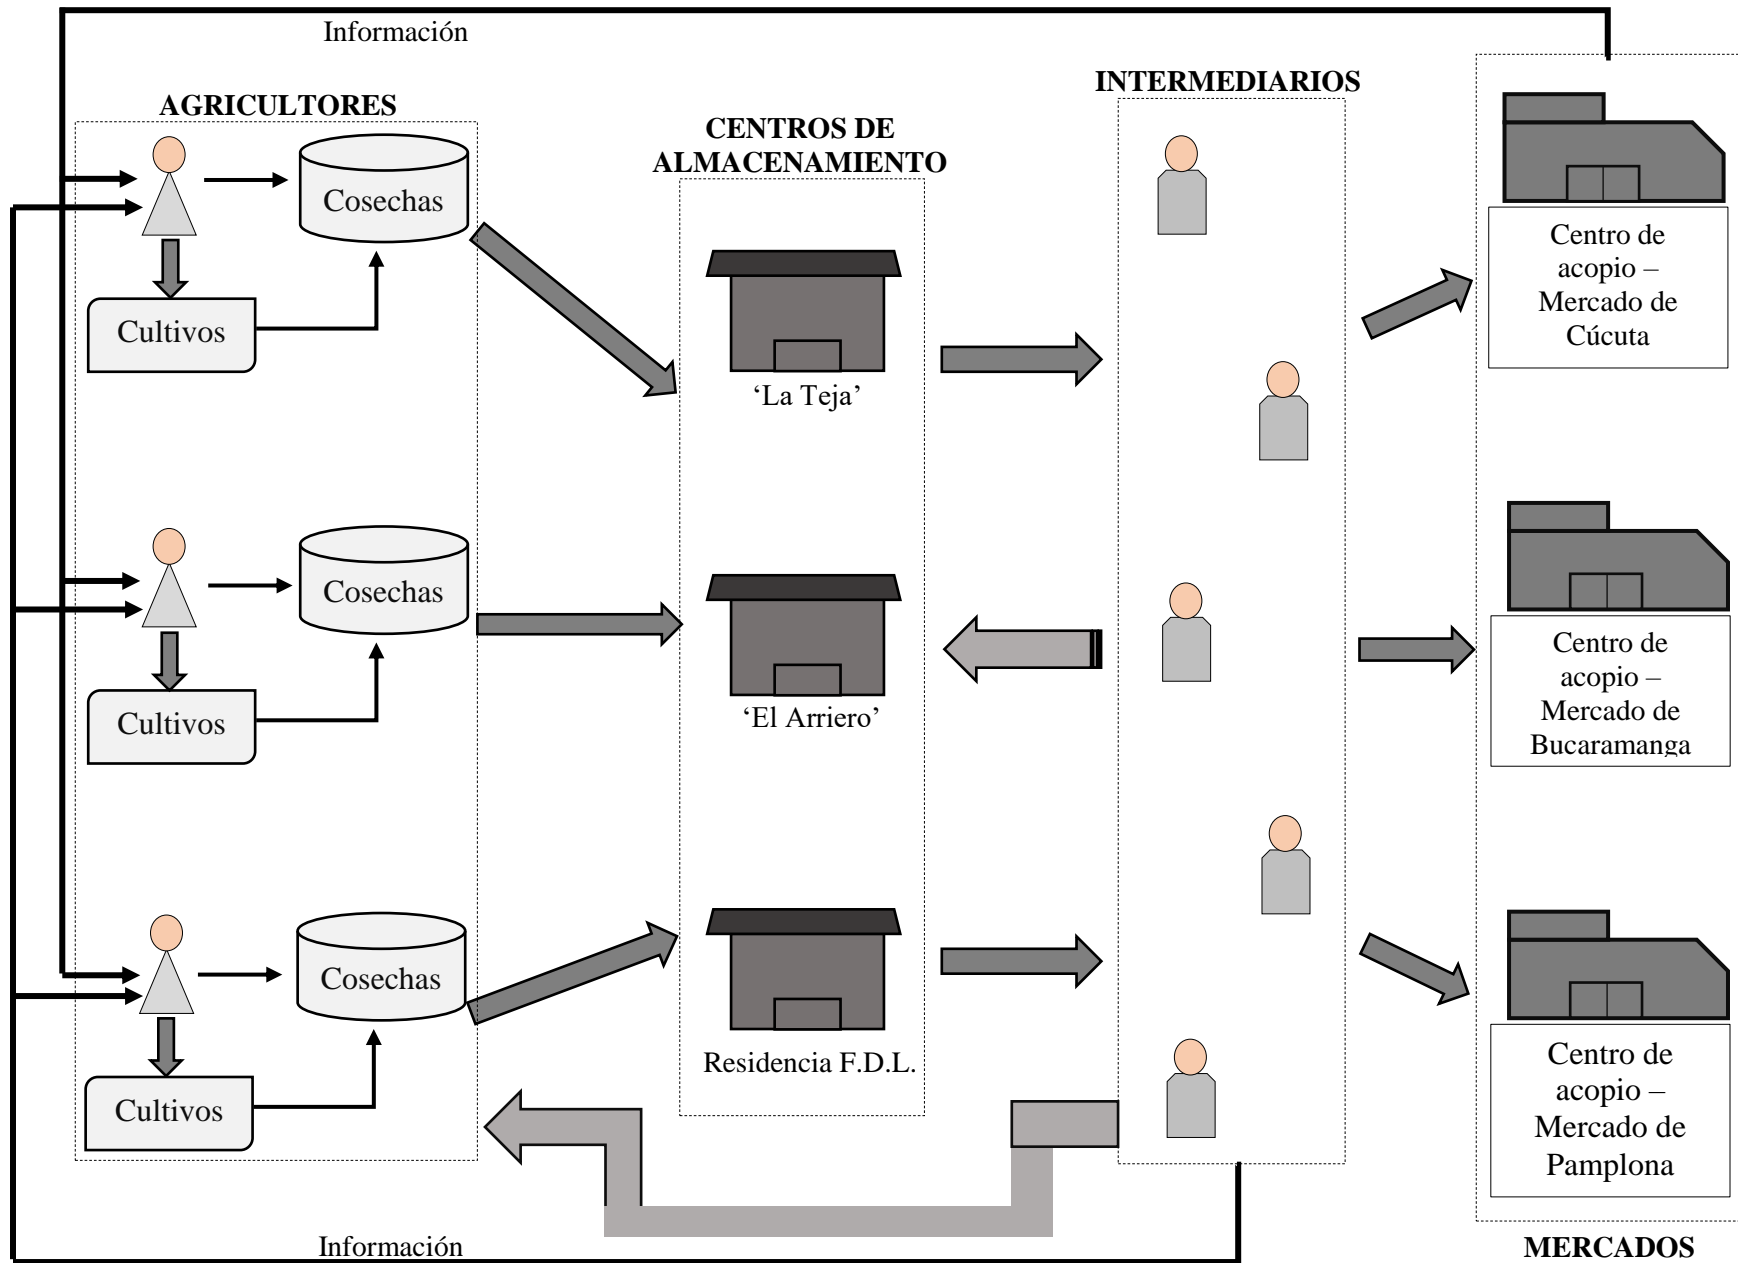 Información
AGRICULTORES
Cosechas
Cultivos
Cosechas
Cultivos
Cosechas
Cultivos
CENTROS DE
ALMACENAMIENTO
‘La Teja’
‘El Arriero’
Residencia F.D.L.
INTERMEDIARIOS
Centro de
acopio –
Mercado de
Cúcuta
Centro de
acopio –
Mercado de
Bucaramanga
Centro de
acopio –
Mercado de
Pamplona
MERCADOS
Información